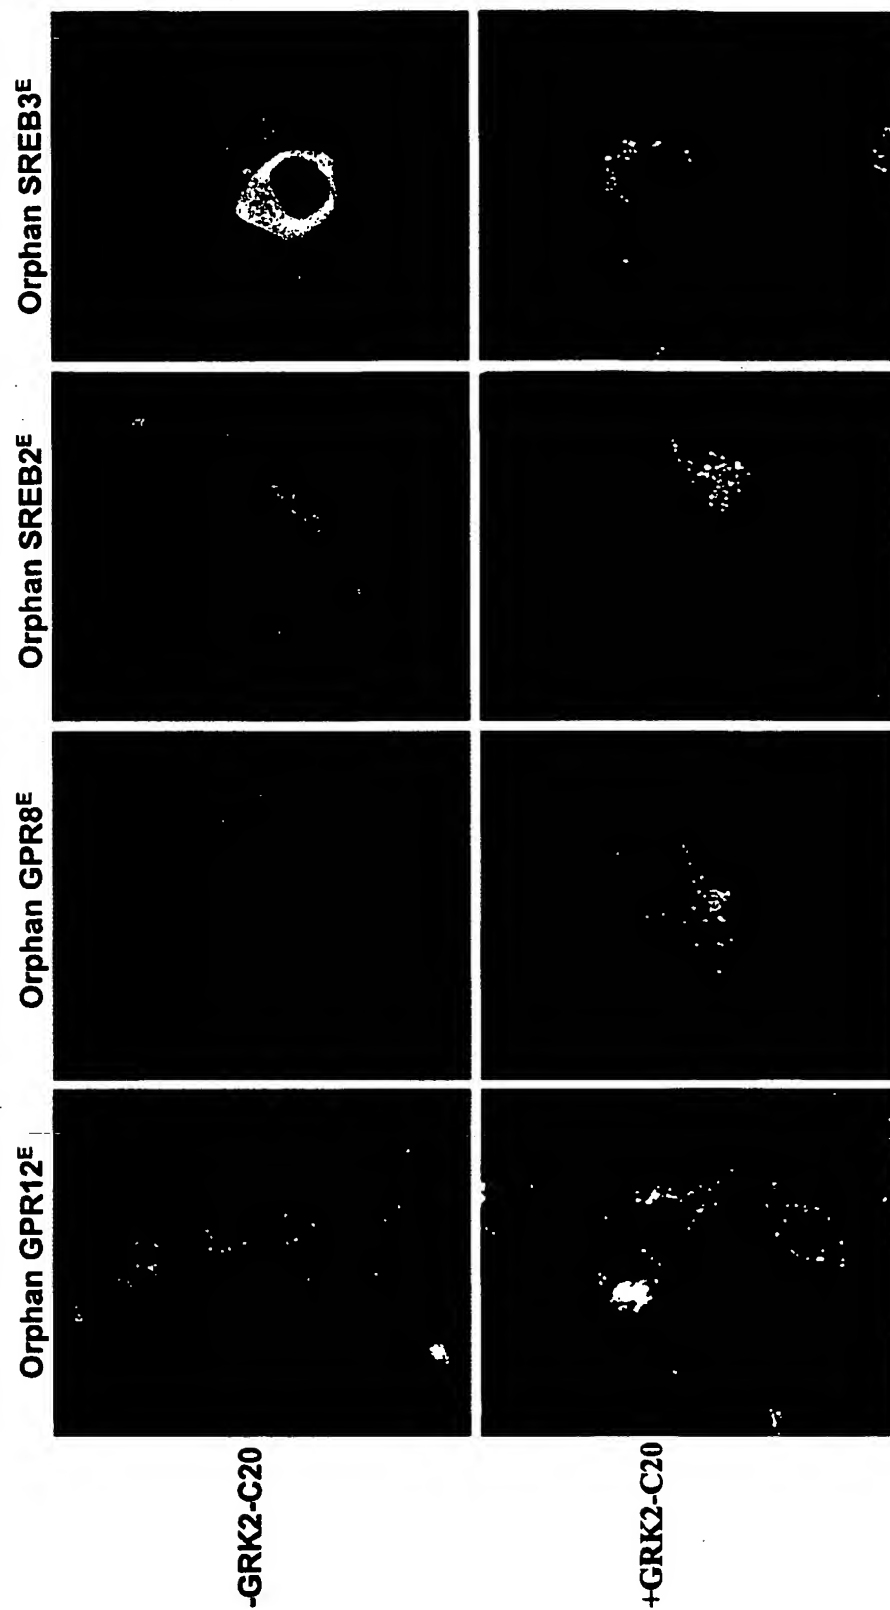 Orphan GPR12ᴱ
Orphan GPR8ᴱ
Orphan SREB2ᴱ
Orphan SREB3ᴱ
-GRK2-C20
+GRK2-C20